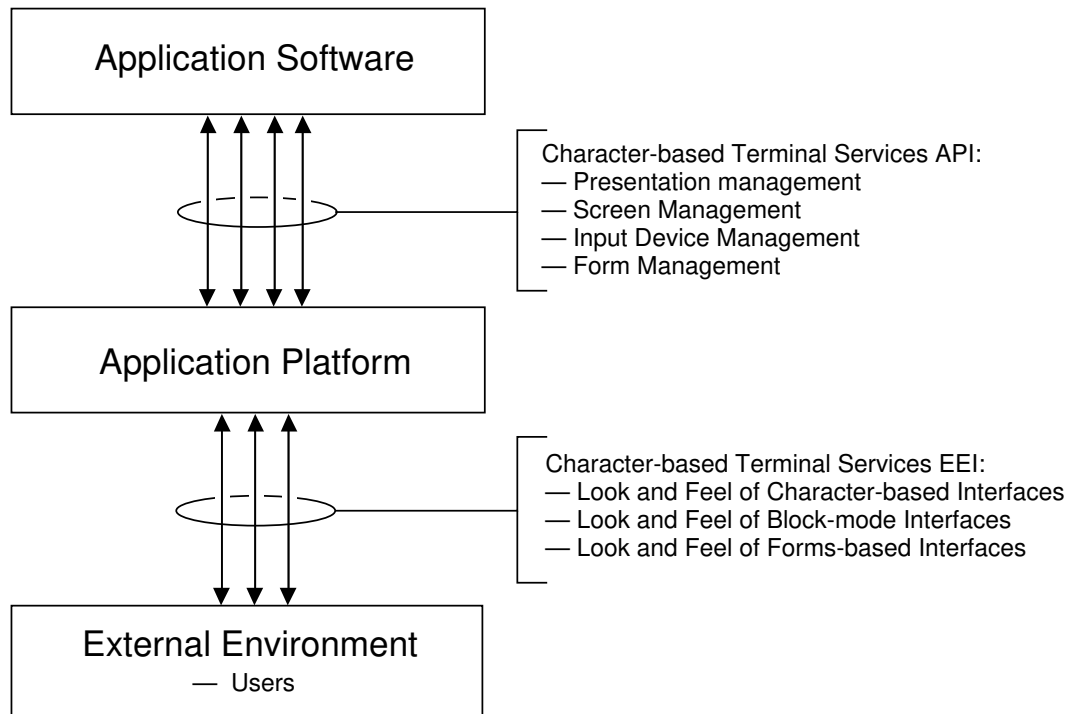 Application Software
Character-based Terminal Services API:
— Presentation management
— Screen Management
— Input Device Management
— Form Management
Application Platform
Character-based Terminal Services EEI:
— Look and Feel of Character-based Interfaces
— Look and Feel of Block-mode Interfaces
— Look and Feel of Forms-based Interfaces
External Environment
— Users